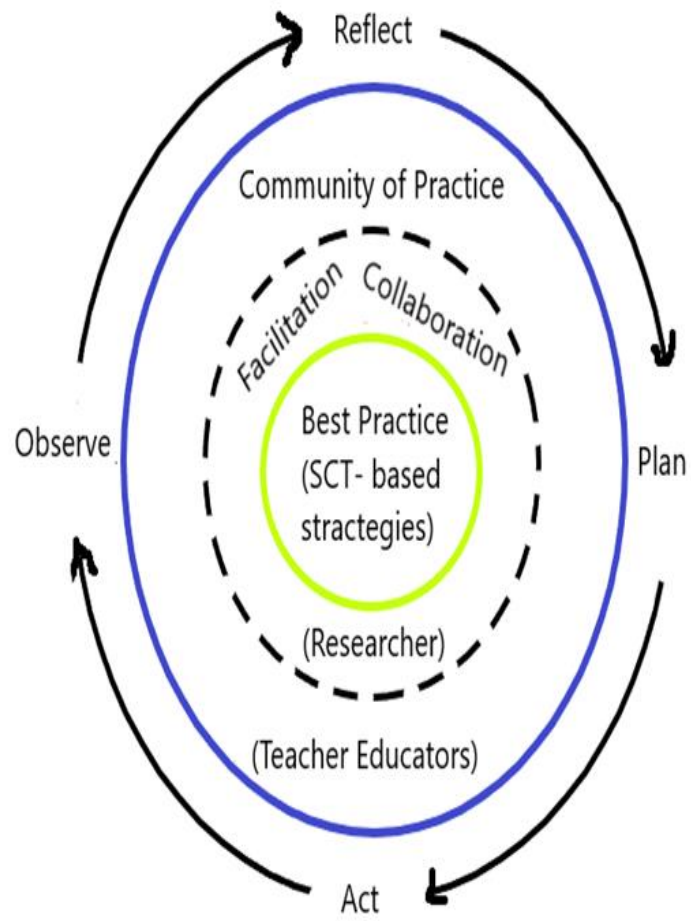 Reflect
Community of Practice
Facilitation
Collaboration
Best Practice
(SCT- based
stractegies)
Observe
Plan
(Researcher)
(Teacher Educators)
Act